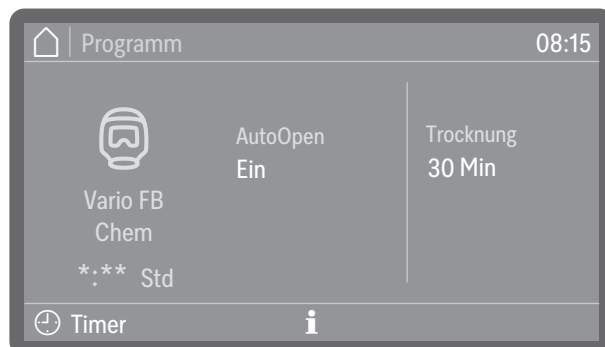 Programm 08:15
AutoOpen
Ein
Trocknung
30 Min
Vario FB
Chem
*:** Std
Timer i